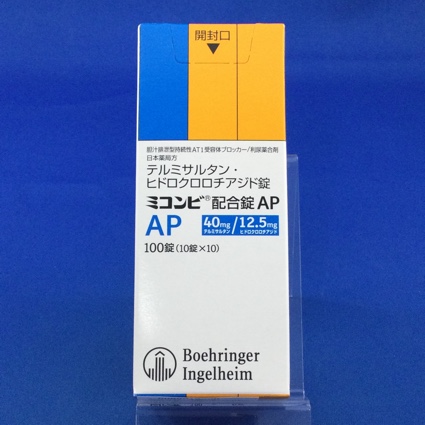 開封口
胆汁排泄型持続性AT1受容体ブロッカー/利尿薬合剤
日本薬局方
テルミサルタン・
ヒドロクロロチアジド錠
ミコンビ®配合錠AP
AP 40mg/12.5mg
テルミサルタン ヒドロクロロチアジド
100錠(10錠×10)
Boehringer
Ingelheim